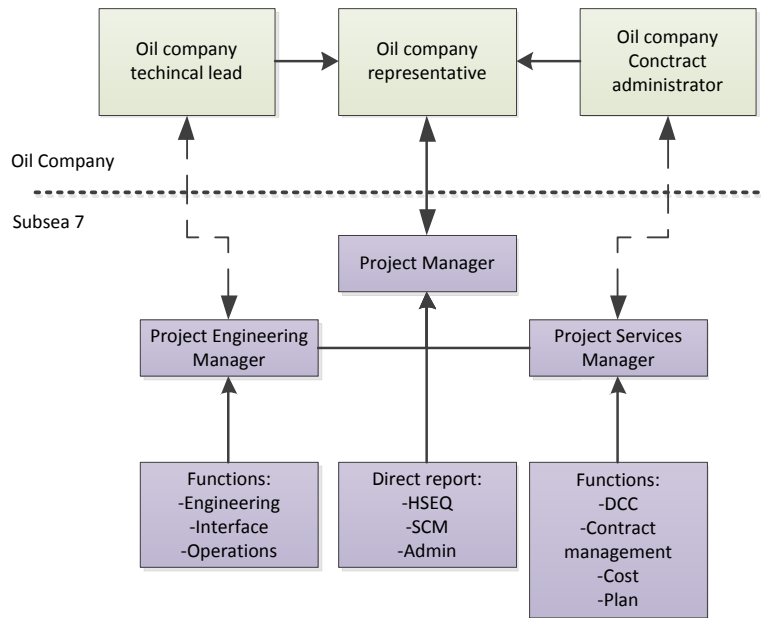 Oil company
techincal lead
Oil company
representative
Oil company
Conctract
administrator
Oil Company
Subsea 7
Project Manager
Project Engineering
Manager
Project Services
Manager
Functions:
-Engineering
-Interface
-Operations
Direct report:
-HSEQ
-SCM
-Admin
Functions:
-DCC
-Contract
management
-Cost
-Plan